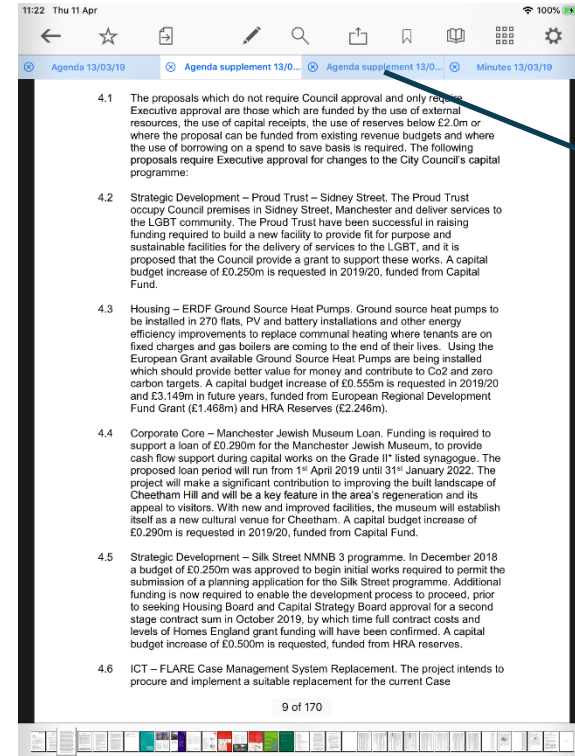 11:22 Thu 11 Apr 100%
Agenda 13/03/19 Agenda supplement 13/0... Agenda supplement 13/0... Minutes 13/03/19
4.1 The proposals which do not require Council approval and only require
Executive approval are those which are funded by the use of external
resources, the use of capital receipts, the use of reserves below £2.0m or
where the proposal can be funded from existing revenue budgets and where
the use of borrowing on a spend to save basis is required. The following
proposals require Executive approval for changes to the City Council's capital
programme:
4.2 Strategic Development – Proud Trust – Sidney Street. The Proud Trust
occupy Council premises in Sidney Street, Manchester and deliver services to
the LGBT community. The Proud Trust have been successful in raising
funding required to build a new facility to provide fit for purpose and
sustainable facilities for the delivery of services to the LGBT, and it is
proposed that the Council provide a grant to support these works. A capital
budget increase of £0.250m is requested in 2019/20, funded from Capital
Fund.
4.3 Housing – ERDF Ground Source Heat Pumps. Ground source heat pumps to
be installed in 270 flats, PV and battery installations and other energy
efficiency improvements to replace communal heating where tenants are on
fixed charges and gas boilers are coming to the end of their lives. Using the
European Grant available Ground Source Heat Pumps are being installed
which should provide better value for money and contribute to Co2 and zero
carbon targets. A capital budget increase of £0.555m is requested in 2019/20
and £3.149m in future years, funded from European Regional Development
Fund Grant (£1.468m) and HRA Reserves (£2.246m).
4.4 Corporate Core – Manchester Jewish Museum Loan. Funding is required to
support a loan of £0.290m for the Manchester Jewish Museum, to provide
cash flow support during capital works on the Grade II* listed synagogue. The
proposed loan period will run from 1st April 2019 until 31st January 2022. The
project will make a significant contribution to improving the built landscape of
Cheetham Hill and will be a key feature in the area's regeneration and its
appeal to visitors. With new and improved facilities, the museum will establish
itself as a new cultural venue for Cheetham. A capital budget increase of
£0.290m is requested in 2019/20, funded from Capital Fund.
4.5 Strategic Development – Silk Street NMNB 3 programme. In December 2018
a budget of £0.250m was approved to begin initial works required to permit the
submission of a planning application for the Silk Street programme. Additional
funding is now required to enable the development process to proceed, prior
to seeking Housing Board and Capital Strategy Board approval for a second
stage contract sum in October 2019, by which time full contract costs and
levels of Homes England grant funding will have been confirmed. A capital
budget increase of £0.500m is requested, funded from HRA reserves.
4.6 ICT – FLARE Case Management System Replacement. The project intends to
procure and implement a suitable replacement for the current Case
9 of 170